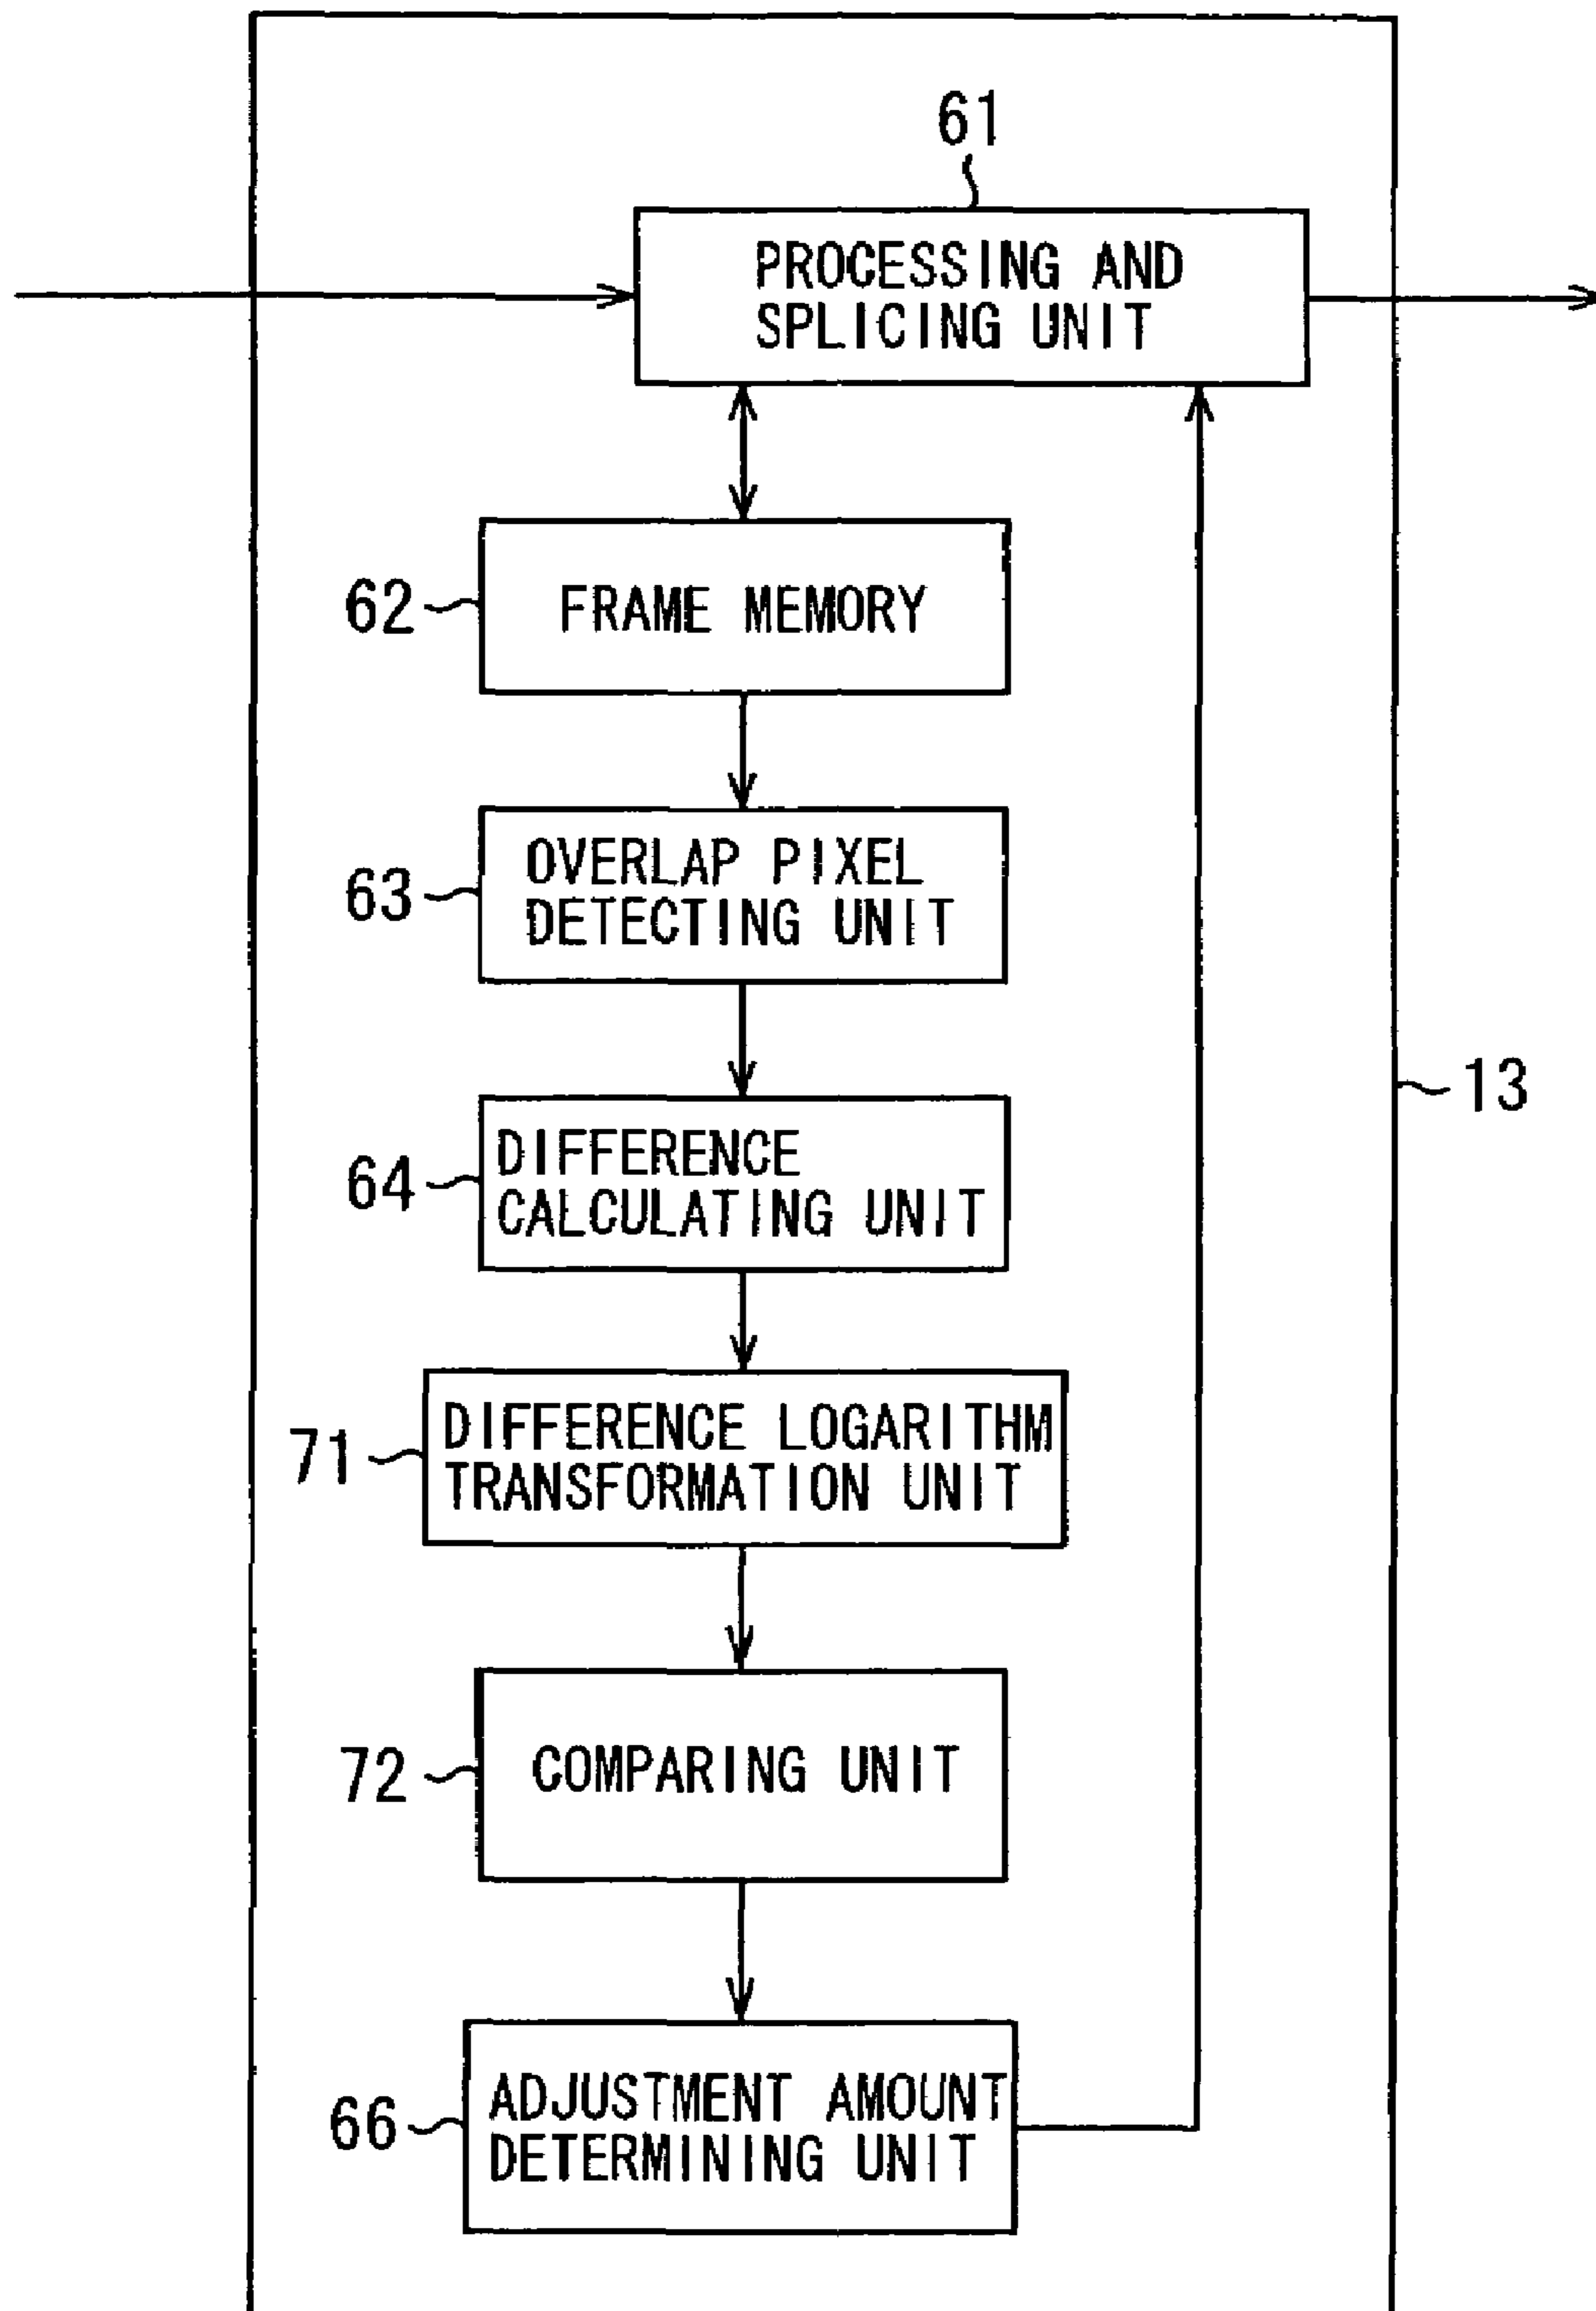 61
PROCESSING AND
SPLICING UNIT
62
FRAME MEMORY
63
OVERLAP PIXEL
DETECTING UNIT
64
DIFFERENCE
CALCULATING UNIT
13
71
DIFFERENCE LOGARITHM
TRANSFORMATION UNIT
72
COMPARING UNIT
66
ADJUSTMENT AMOUNT
DETERMINING UNIT